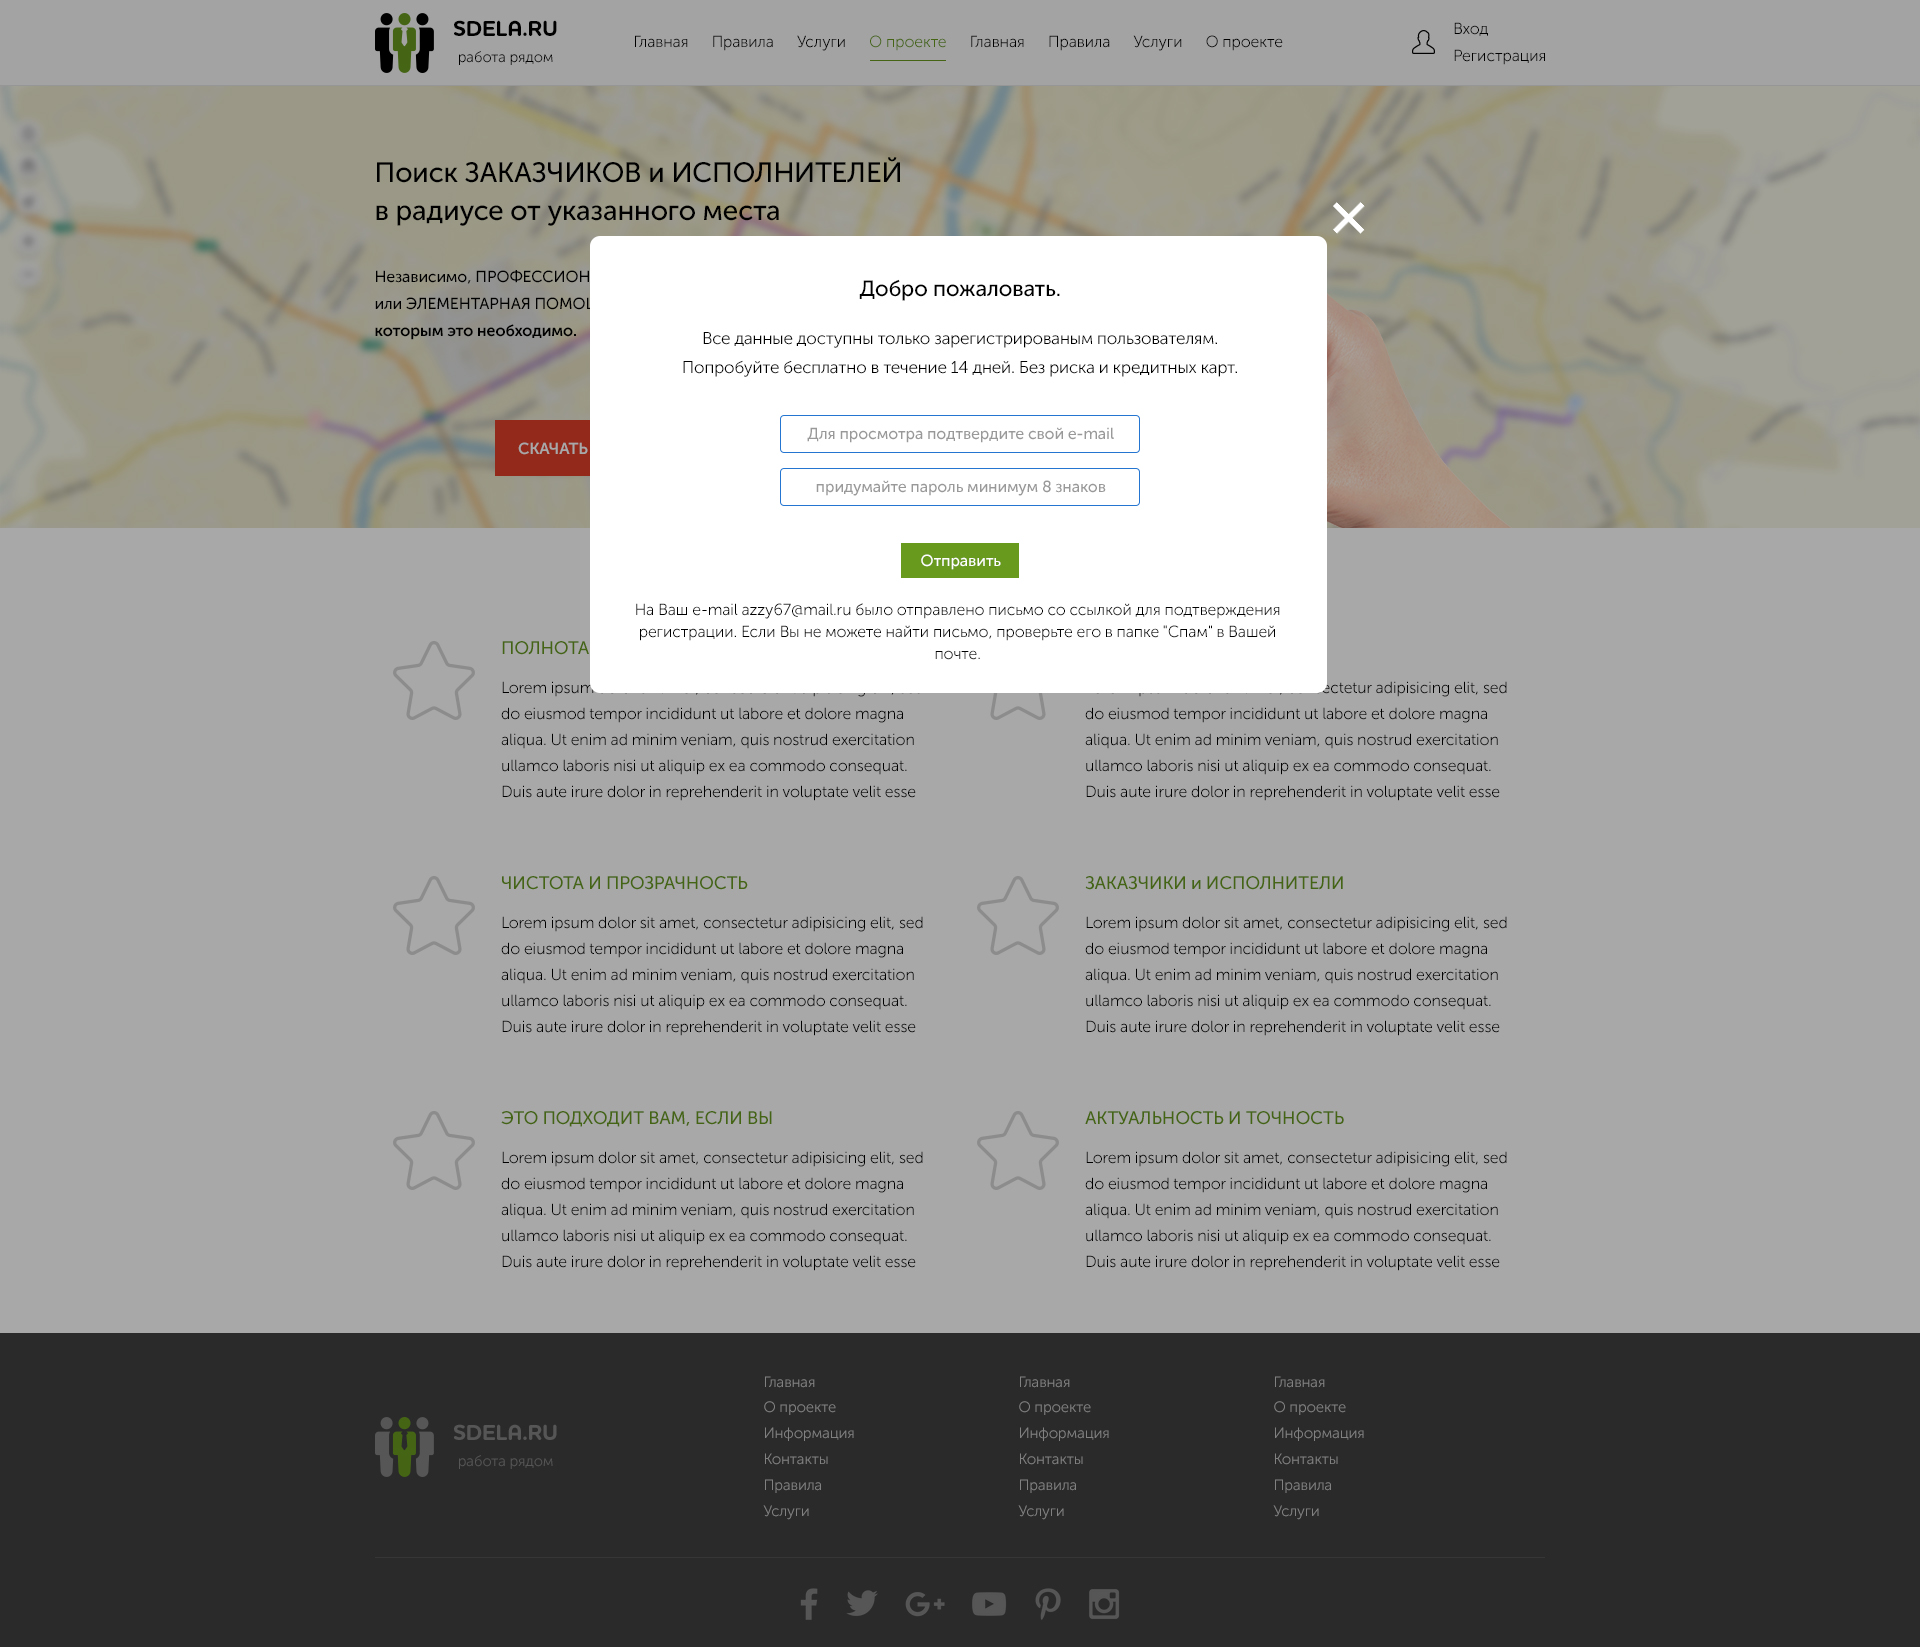 SDELA.RU
работа рядом
Главная
Правила
Услуги
О проекте
Главная
Правила
Услуги
О проекте
Вход
Регистрация
Поиск ЗАКАЗЧИКОВ и ИСПОЛНИТЕЛЕЙ
в радиусе от указанного места
Независимо, ПРОФЕССИОН
или ЭЛЕМЕНТАРНАЯ ПОМОЩ
которым это необходимо.
СКАЧАТЬ
Добро пожаловать.
Все данные доступны только зарегистрированым пользователям.
Попробуйте бесплатно в течение 14 дней. Без риска и кредитных карт.
Для просмотра подтвердите свой e-mail
придумайте пароль минимум 8 знаков
Отправить
На Ваш e-mail azzy67@mail.ru было отправлено письмо со ссылкой для подтверждения
регистрации. Если Вы не можете найти письмо, проверьте его в папке "Спам" в Вашей
почте.
ПОЛНОТА
Lorem ipsum
do eiusmod tempor incididunt ut labore et dolore magna
aliqua. Ut enim ad minim veniam, quis nostrud exercitation
ullamco laboris nisi ut aliquip ex ea commodo consequat.
Duis aute irure dolor in reprehenderit in voluptate velit esse
ectetur adipisicing elit, sed
do eiusmod tempor incididunt ut labore et dolore magna
aliqua. Ut enim ad minim veniam, quis nostrud exercitation
ullamco laboris nisi ut aliquip ex ea commodo consequat.
Duis aute irure dolor in reprehenderit in voluptate velit esse
ЧИСТОТА И ПРОЗРАЧНОСТЬ
Lorem ipsum dolor sit amet, consectetur adipisicing elit, sed
do eiusmod tempor incididunt ut labore et dolore magna
aliqua. Ut enim ad minim veniam, quis nostrud exercitation
ullamco laboris nisi ut aliquip ex ea commodo consequat.
Duis aute irure dolor in reprehenderit in voluptate velit esse
ЗАКАЗЧИКИ и ИСПОЛНИТЕЛИ
Lorem ipsum dolor sit amet, consectetur adipisicing elit, sed
do eiusmod tempor incididunt ut labore et dolore magna
aliqua. Ut enim ad minim veniam, quis nostrud exercitation
ullamco laboris nisi ut aliquip ex ea commodo consequat.
Duis aute irure dolor in reprehenderit in voluptate velit esse
ЭТО ПОДХОДИТ ВАМ, ЕСЛИ ВЫ
Lorem ipsum dolor sit amet, consectetur adipisicing elit, sed
do eiusmod tempor incididunt ut labore et dolore magna
aliqua. Ut enim ad minim veniam, quis nostrud exercitation
ullamco laboris nisi ut aliquip ex ea commodo consequat.
Duis aute irure dolor in reprehenderit in voluptate velit esse
АКТУАЛЬНОСТЬ И ТОЧНОСТЬ
Lorem ipsum dolor sit amet, consectetur adipisicing elit, sed
do eiusmod tempor incididunt ut labore et dolore magna
aliqua. Ut enim ad minim veniam, quis nostrud exercitation
ullamco laboris nisi ut aliquip ex ea commodo consequat.
Duis aute irure dolor in reprehenderit in voluptate velit esse
SDELA.RU
работа рядом
Главная
О проекте
Информация
Контакты
Правила
Услуги
Главная
О проекте
Информация
Контакты
Правила
Услуги
Главная
О проекте
Информация
Контакты
Правила
Услуги